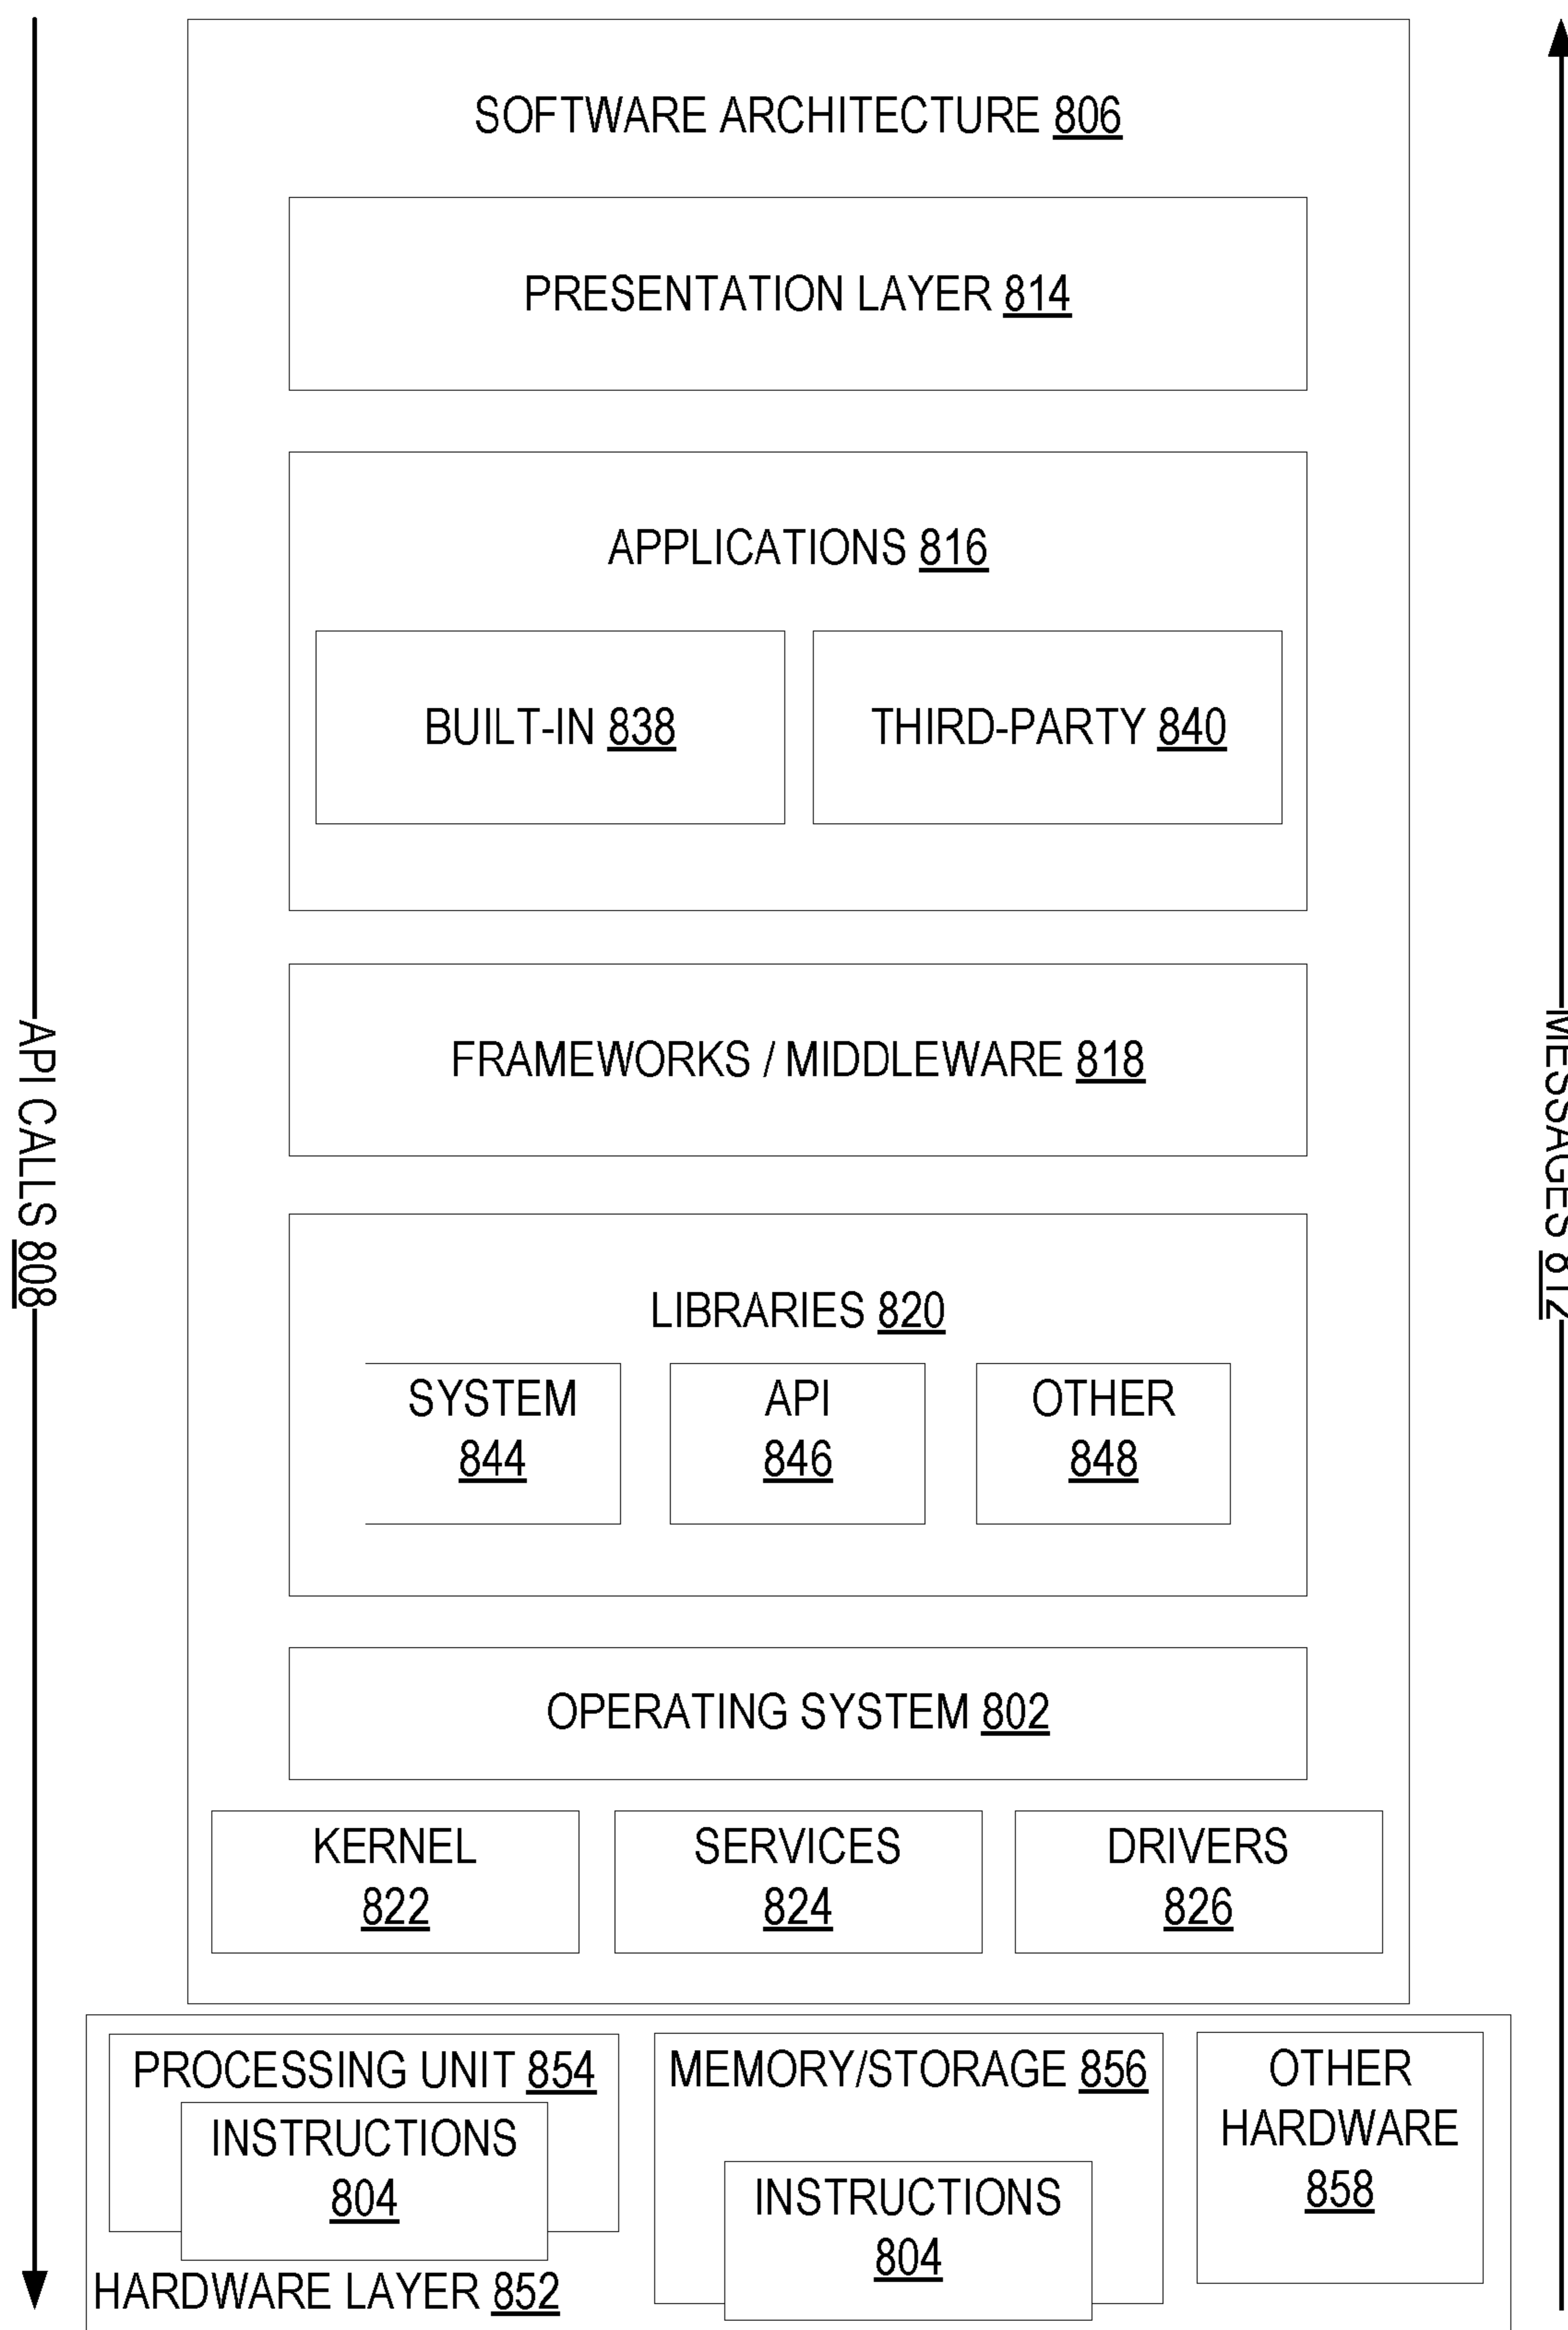 SOFTWARE ARCHITECTURE 806
PRESENTATION LAYER 814
APPLICATIONS 816
BUILT-IN 838
THIRD-PARTY 840
FRAMEWORKS / MIDDLEWARE 818
LIBRARIES 820
SYSTEM
844
API
846
OTHER
848
OPERATING SYSTEM 802
KERNEL
822
SERVICES
824
DRIVERS
826
PROCESSING UNIT 854
INSTRUCTIONS
804
MEMORY/STORAGE 856
INSTRUCTIONS
804
OTHER
HARDWARE
858
HARDWARE LAYER 852
API CALLS 808
MESSAGES 812